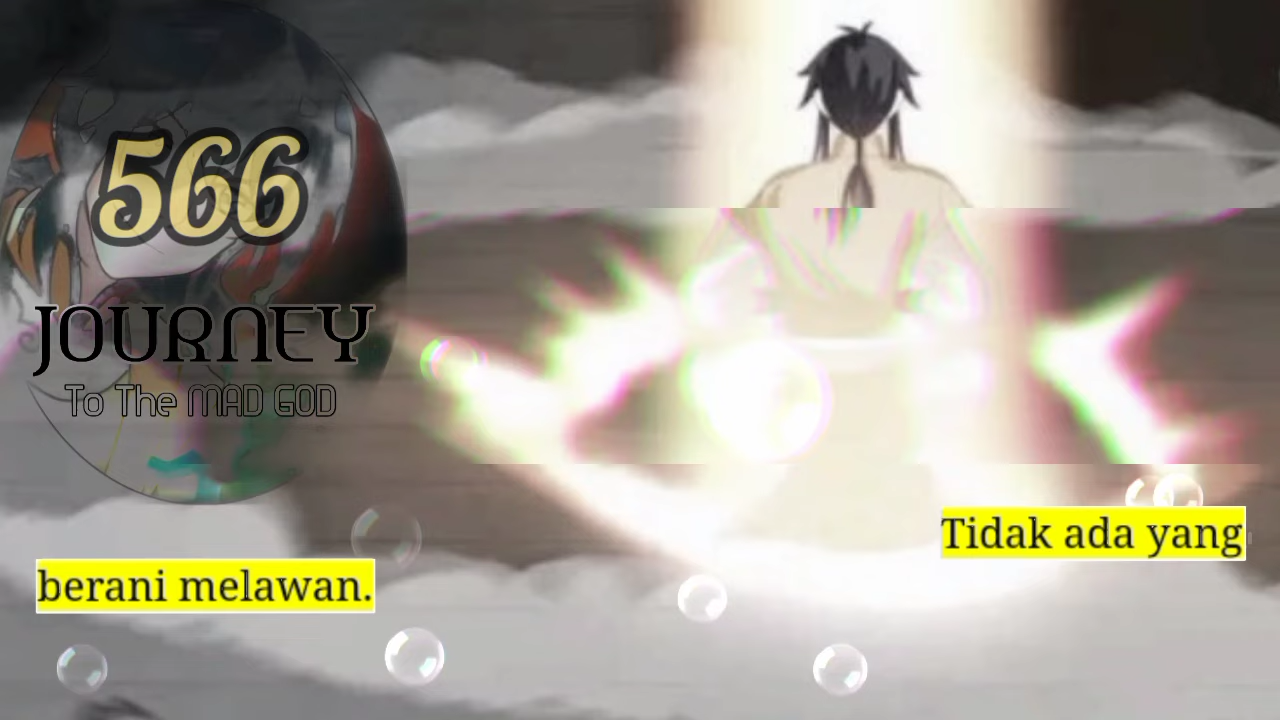 566
JOURNEY
To The MAD GOD
Tidak ada yang
berani melawan.